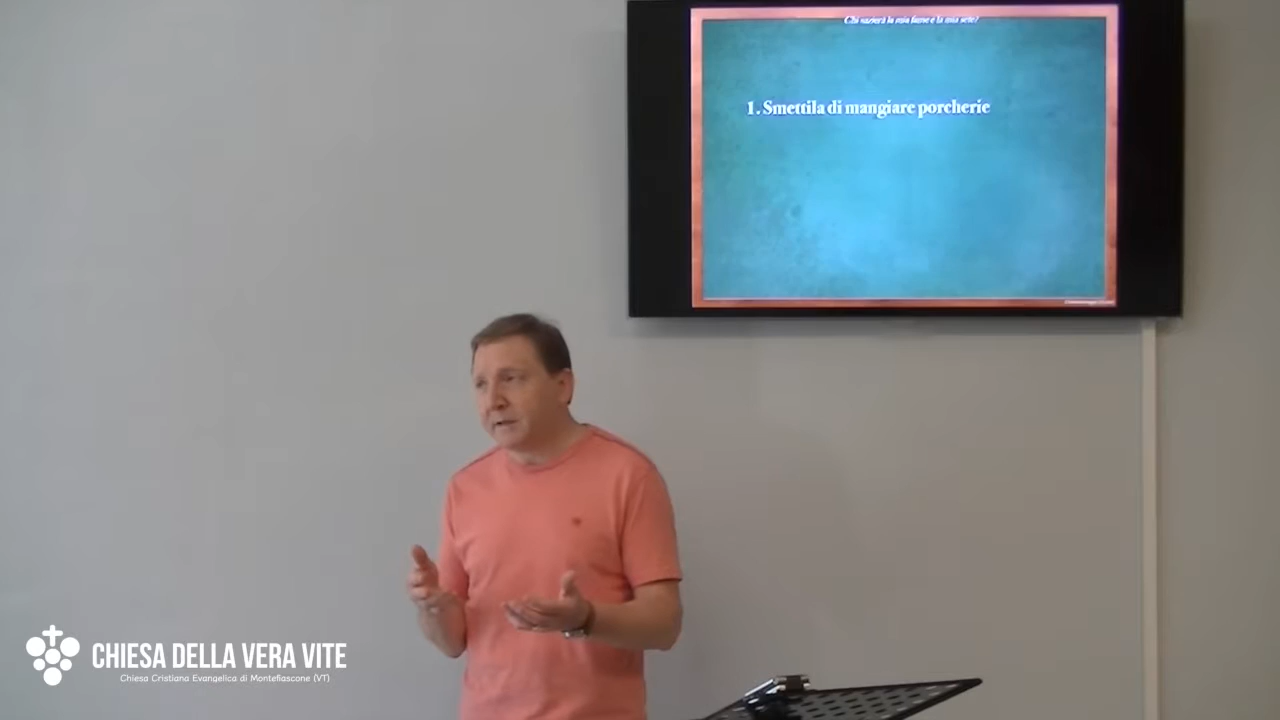 Chi sazierà la mia fame e la mia sete?
1. Smettila di mangiare porcherie
CHIESA DELLA VERA VITE
Chiesa Cristiana Evangelica di Montefiascone (VT)